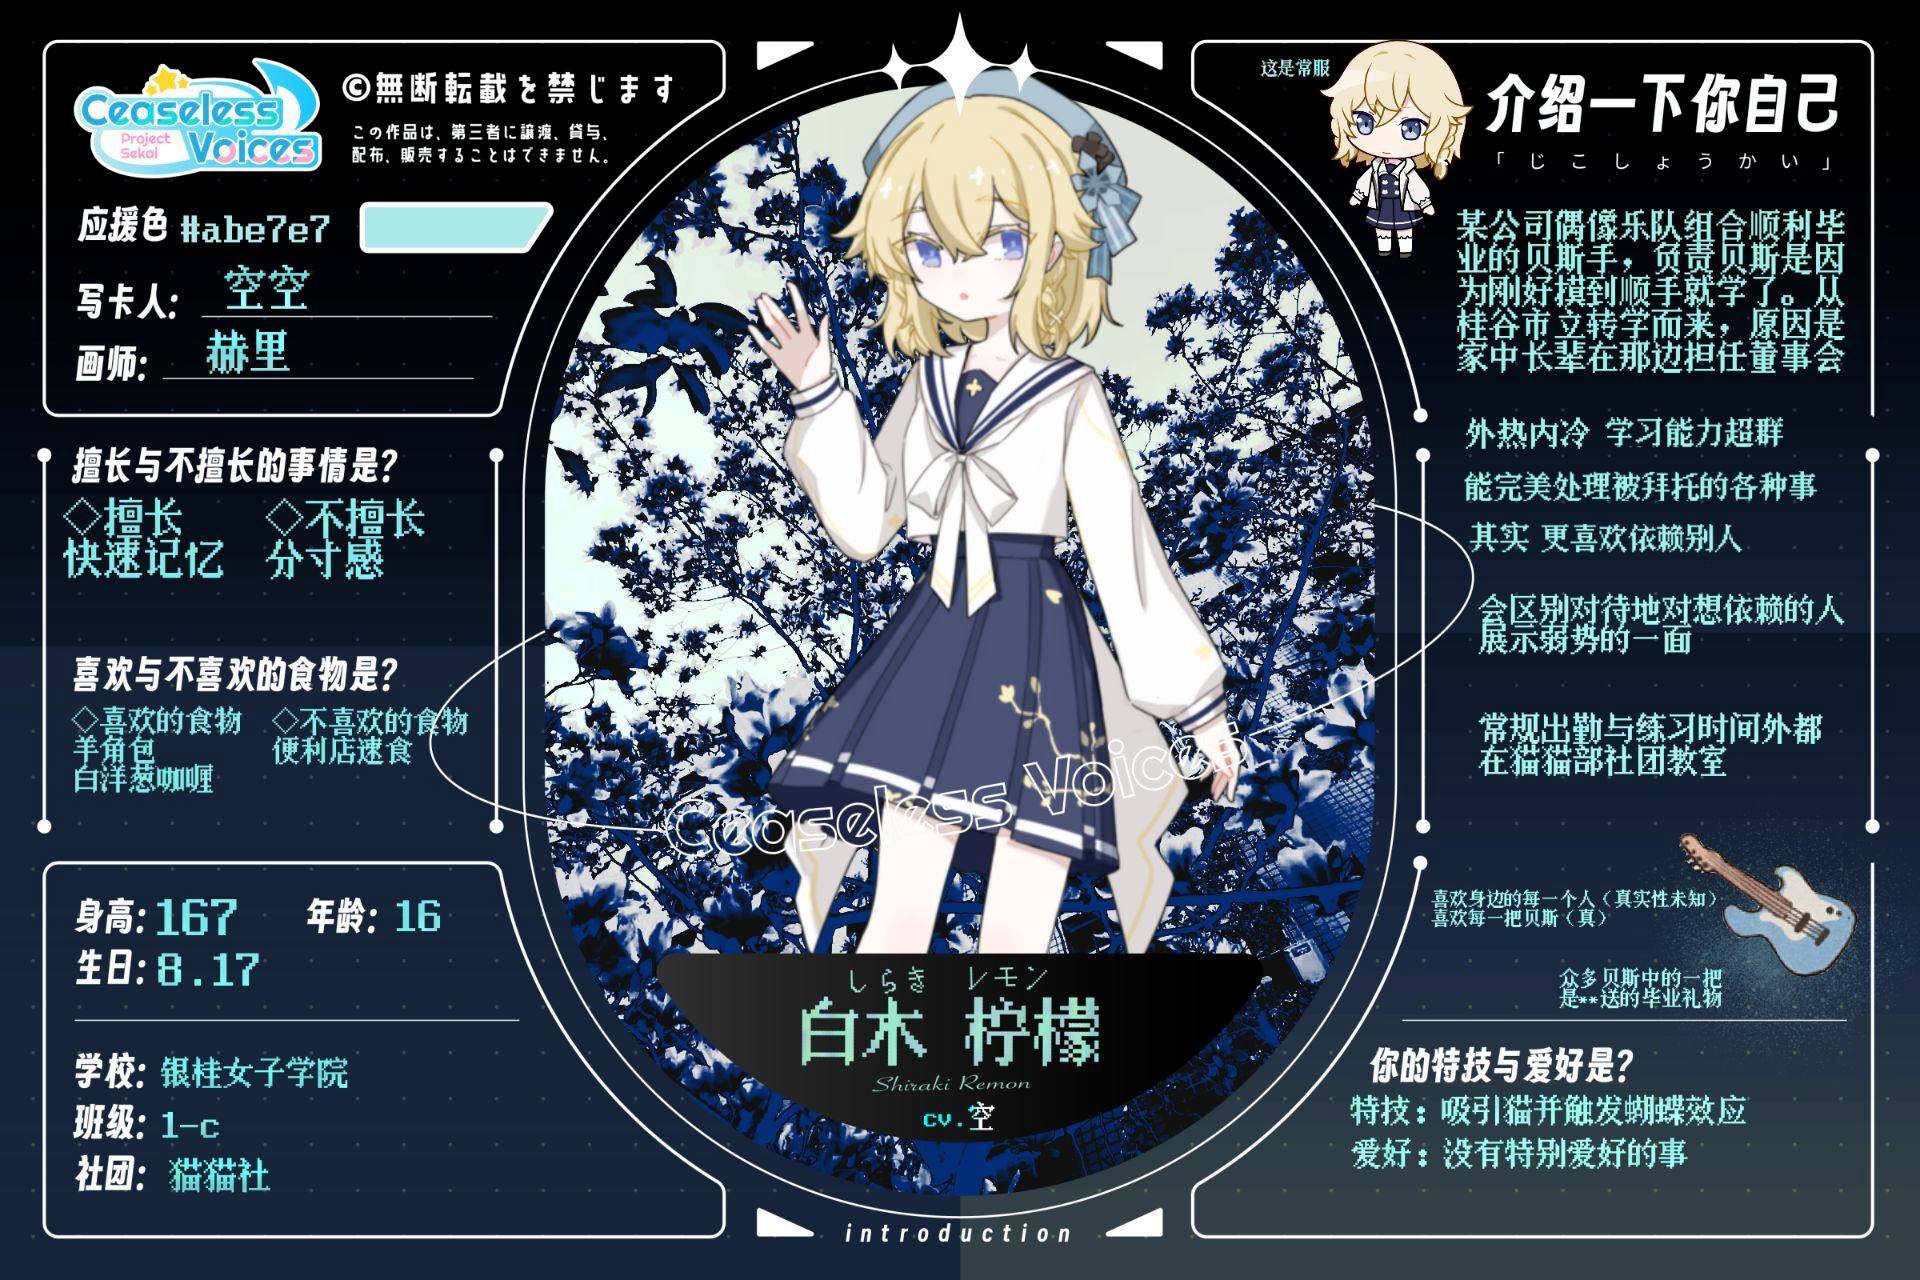 Ceaseless
Project
Sekai
Voices
©無断転載を禁じます
この作品は、第三者に譲渡、貸与、
配布、販売することはできません。
应援色 #abe7e7
写卡人: 空空
画师: 赫里
擅长与不擅长的事情是?
◇擅长
快速记忆
◇不擅长
分寸感
喜欢与不喜欢的食物是?
◇喜欢的食物
羊角包
白洋葱咖喱
◇不喜欢的食物
便利店速食
身高: 167 年龄: 16
生日: 8.17
学校: 银桂女子学院
班级: 1-c
社团: 猫猫社
Ceaseless Voices
しらき レモン
白木 柠檬
Shiraki Remon
cv.空
introduction
这是常服
介绍一下你自己
「じこしょうかい」
某公司偶像乐队组合顺利毕
业的贝斯手，负责贝斯是因
为刚好摸到顺手就学了。从
桂谷市立转学而来，原因是
家中长辈在那边担任董事会
外热内冷 学习能力超群
能完美处理被拜托的各种事
其实 更喜欢依赖别人
会区别对待地对想依赖的人
展示弱势的一面
常规出勤与练习时间外都
在猫猫部社团教室
喜欢身边的每一个人（真实性未知）
喜欢每一把贝斯（真）
众多贝斯中的一把
是**送的毕业礼物
你的特技与爱好是?
特技：吸引猫并触发蝴蝶效应
爱好：没有特别爱好的事